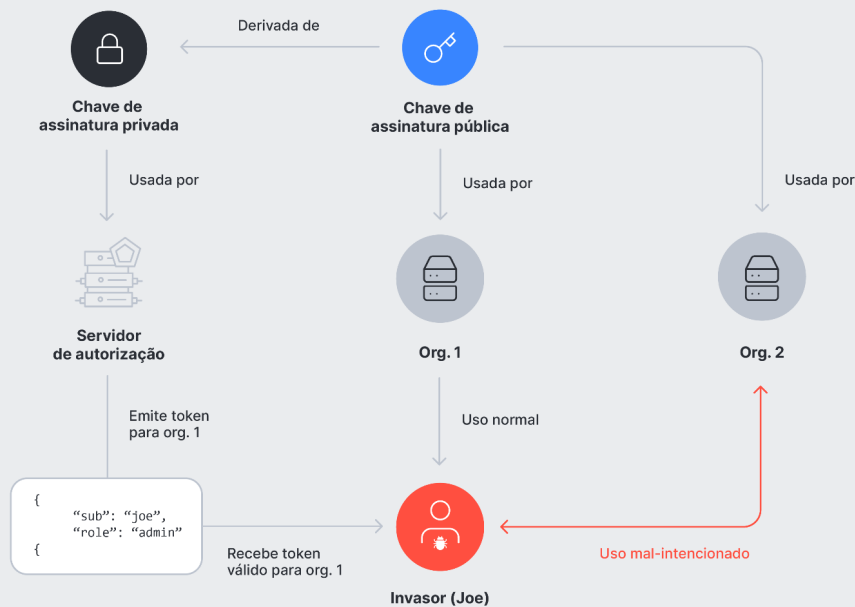 Derivada de
Chave de
assinatura privada
Chave de
assinatura pública
Usada por
Usada por
Usada por
Servidor
de autorização
Org. 1
Org. 2
Emite token
para org. 1
Uso normal
{
“sub”: “joe”,
“role”: “admin”
{
Recebe token
válido para org. 1
Uso mal-intencionado
Invasor (Joe)